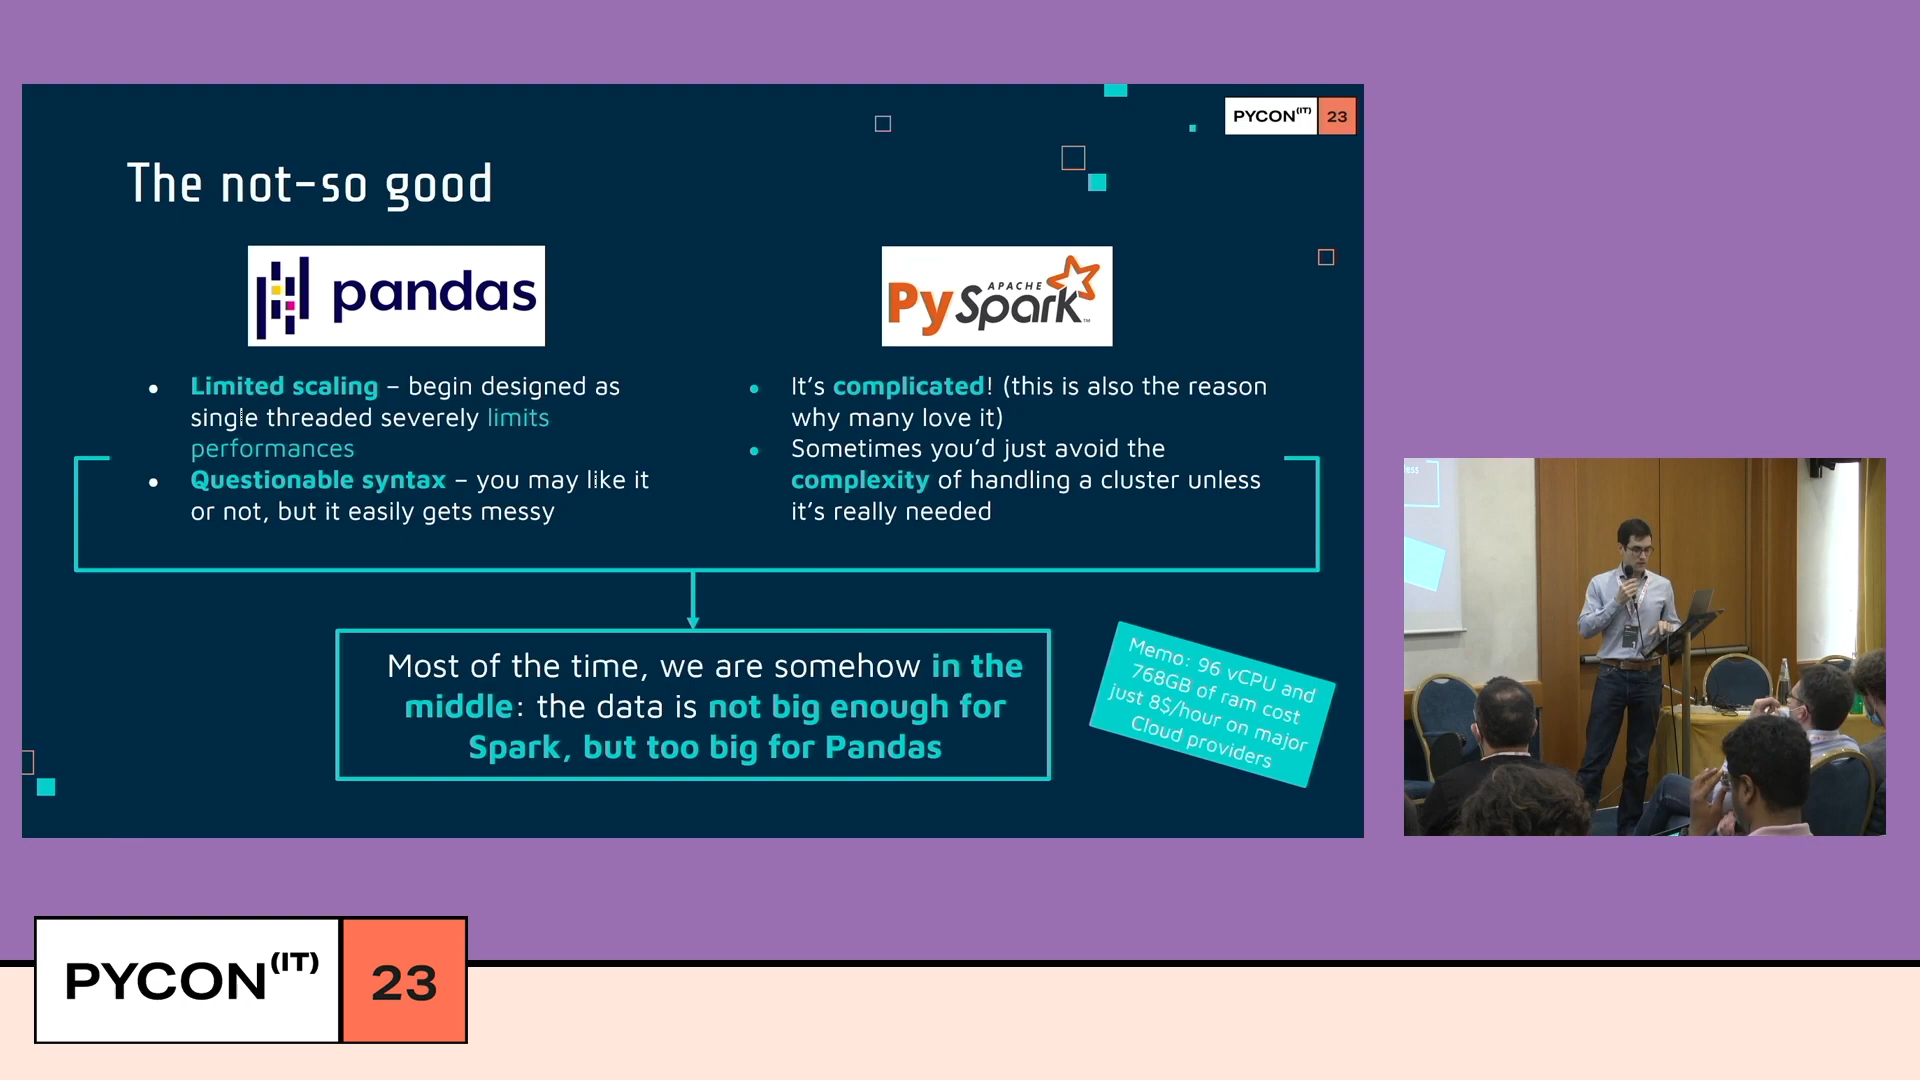 PYCON(IT) 23
The not-so good
pandas
APACHE
PySpark™
Limited scaling – begin designed as
single threaded severely limits
performances
Questionable syntax – you may like it
or not, but it easily gets messy
It's complicated! (this is also the reason
why many love it)
Sometimes you'd just avoid the
complexity of handling a cluster unless
it's really needed
Most of the time, we are somehow in the
middle: the data is not big enough for
Spark, but too big for Pandas
Memo: 96 vCPU and
768GB of ram cost
just 8$/hour on major
Cloud providers
PYCON(IT) 23